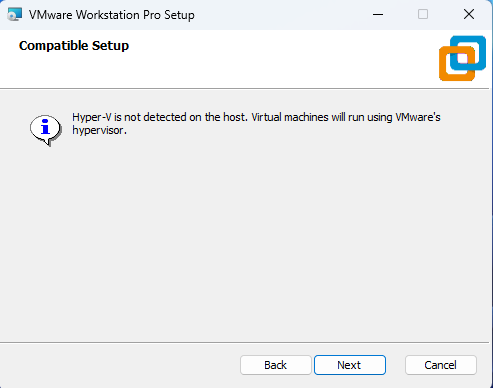 VMware Workstation Pro Setup
Compatible Setup
Hyper-V is not detected on the host. Virtual machines will run using VMware's
hypervisor.
Back Next Cancel